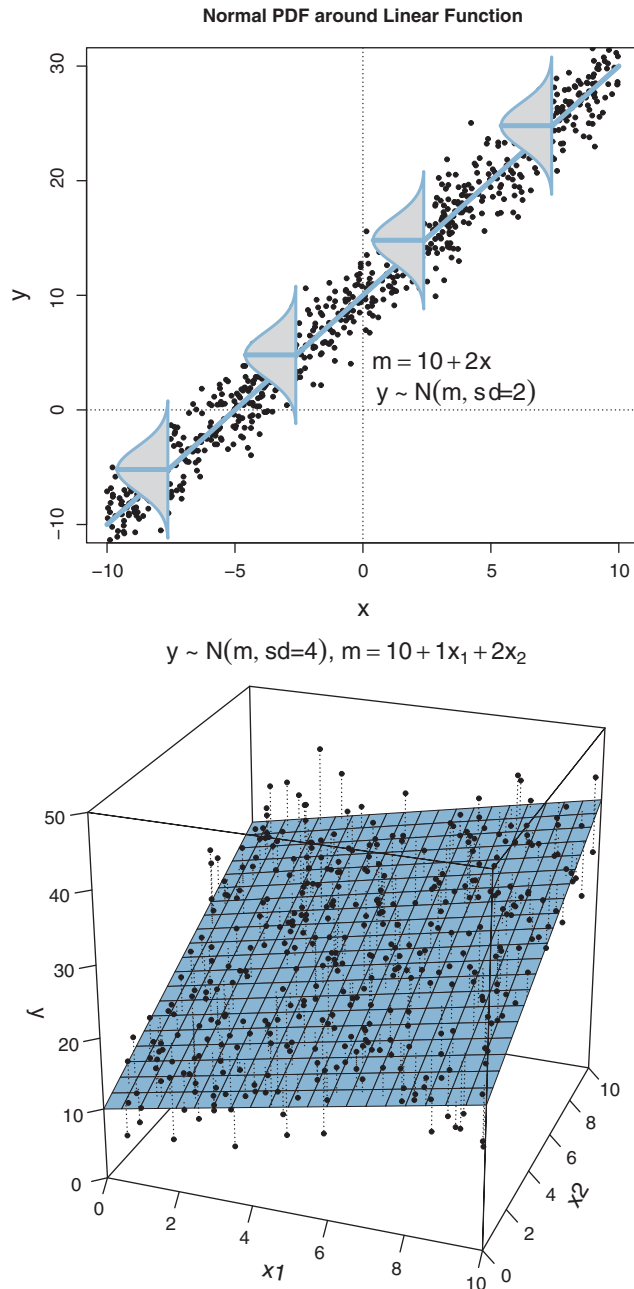 Normal PDF around Linear Function
30
20
10
0
−10
y
m = 10 + 2x
y ~ N(m, sd=2)
−10 −5 0 5 10
x
y ~ N(m, sd=4), m = 10 + 1x₁ + 2x₂
50
40
30
20
10
0
y
0 2 4 6 8 10
x1
0 2 4 6 8 10
x2